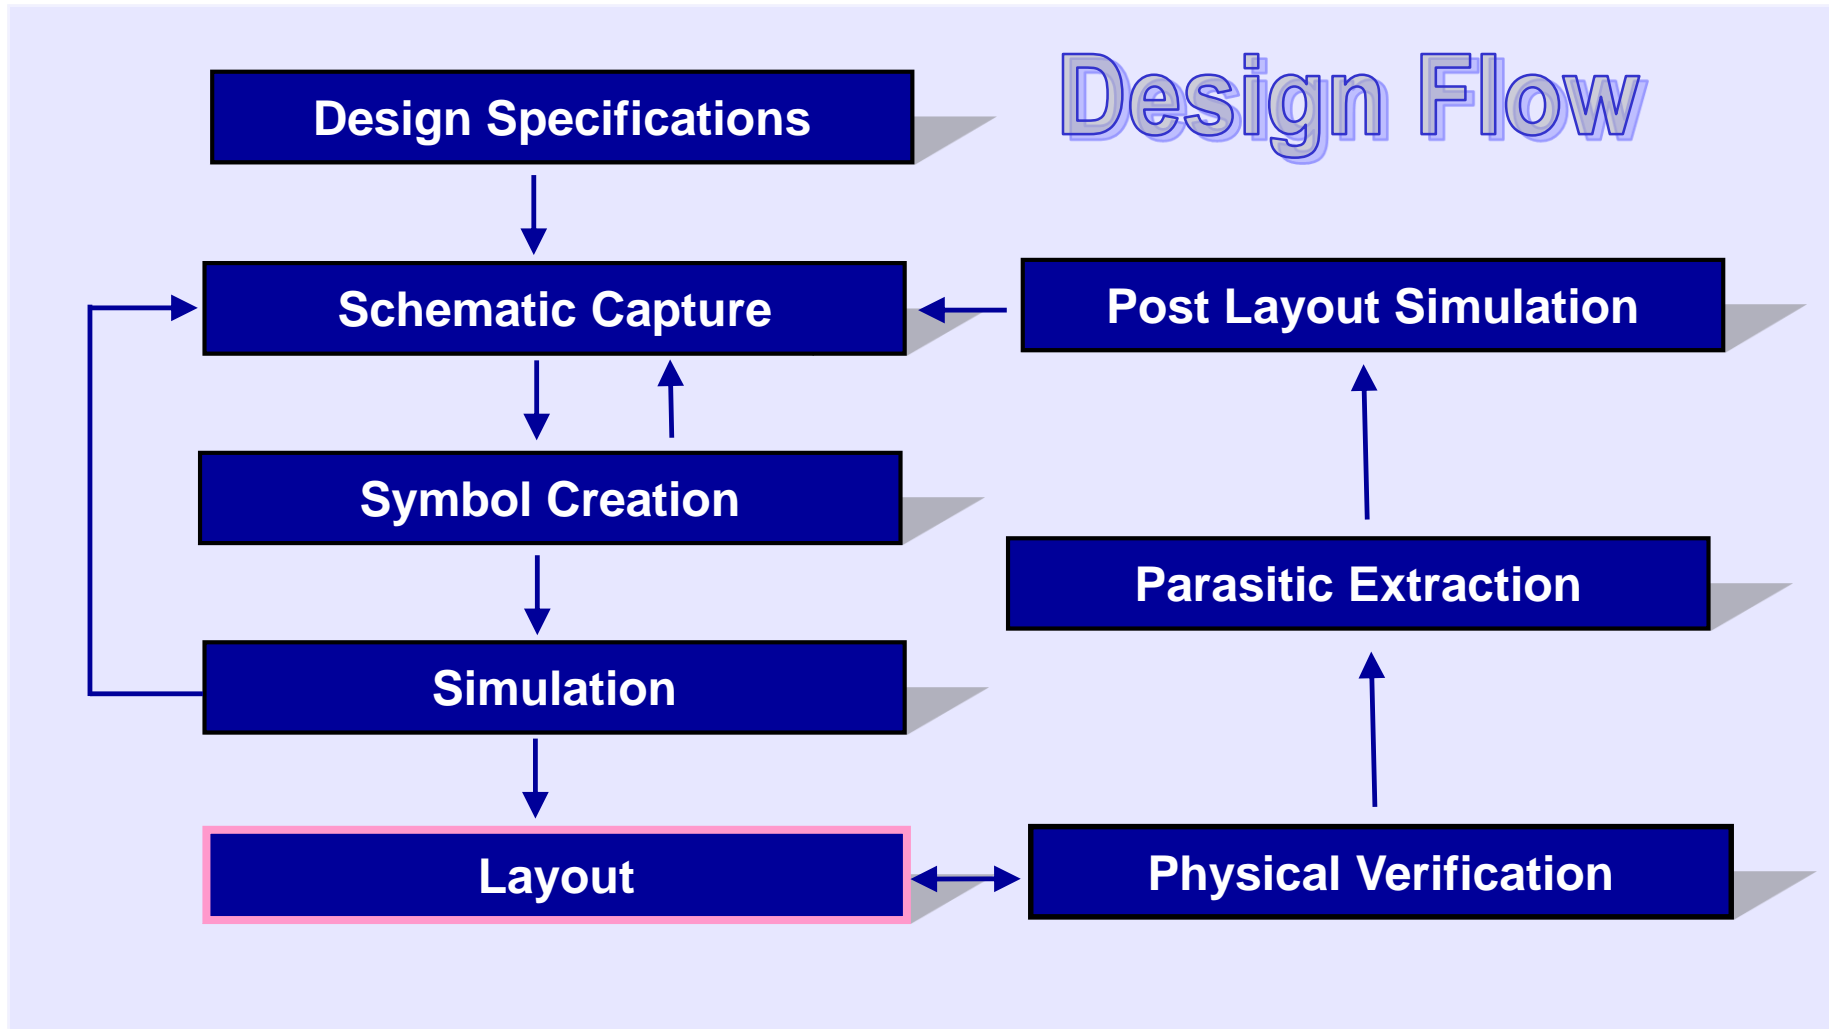 Design Flow
Design Specifications
Schematic Capture
Post Layout Simulation
Symbol Creation
Parasitic Extraction
Simulation
Layout
Physical Verification